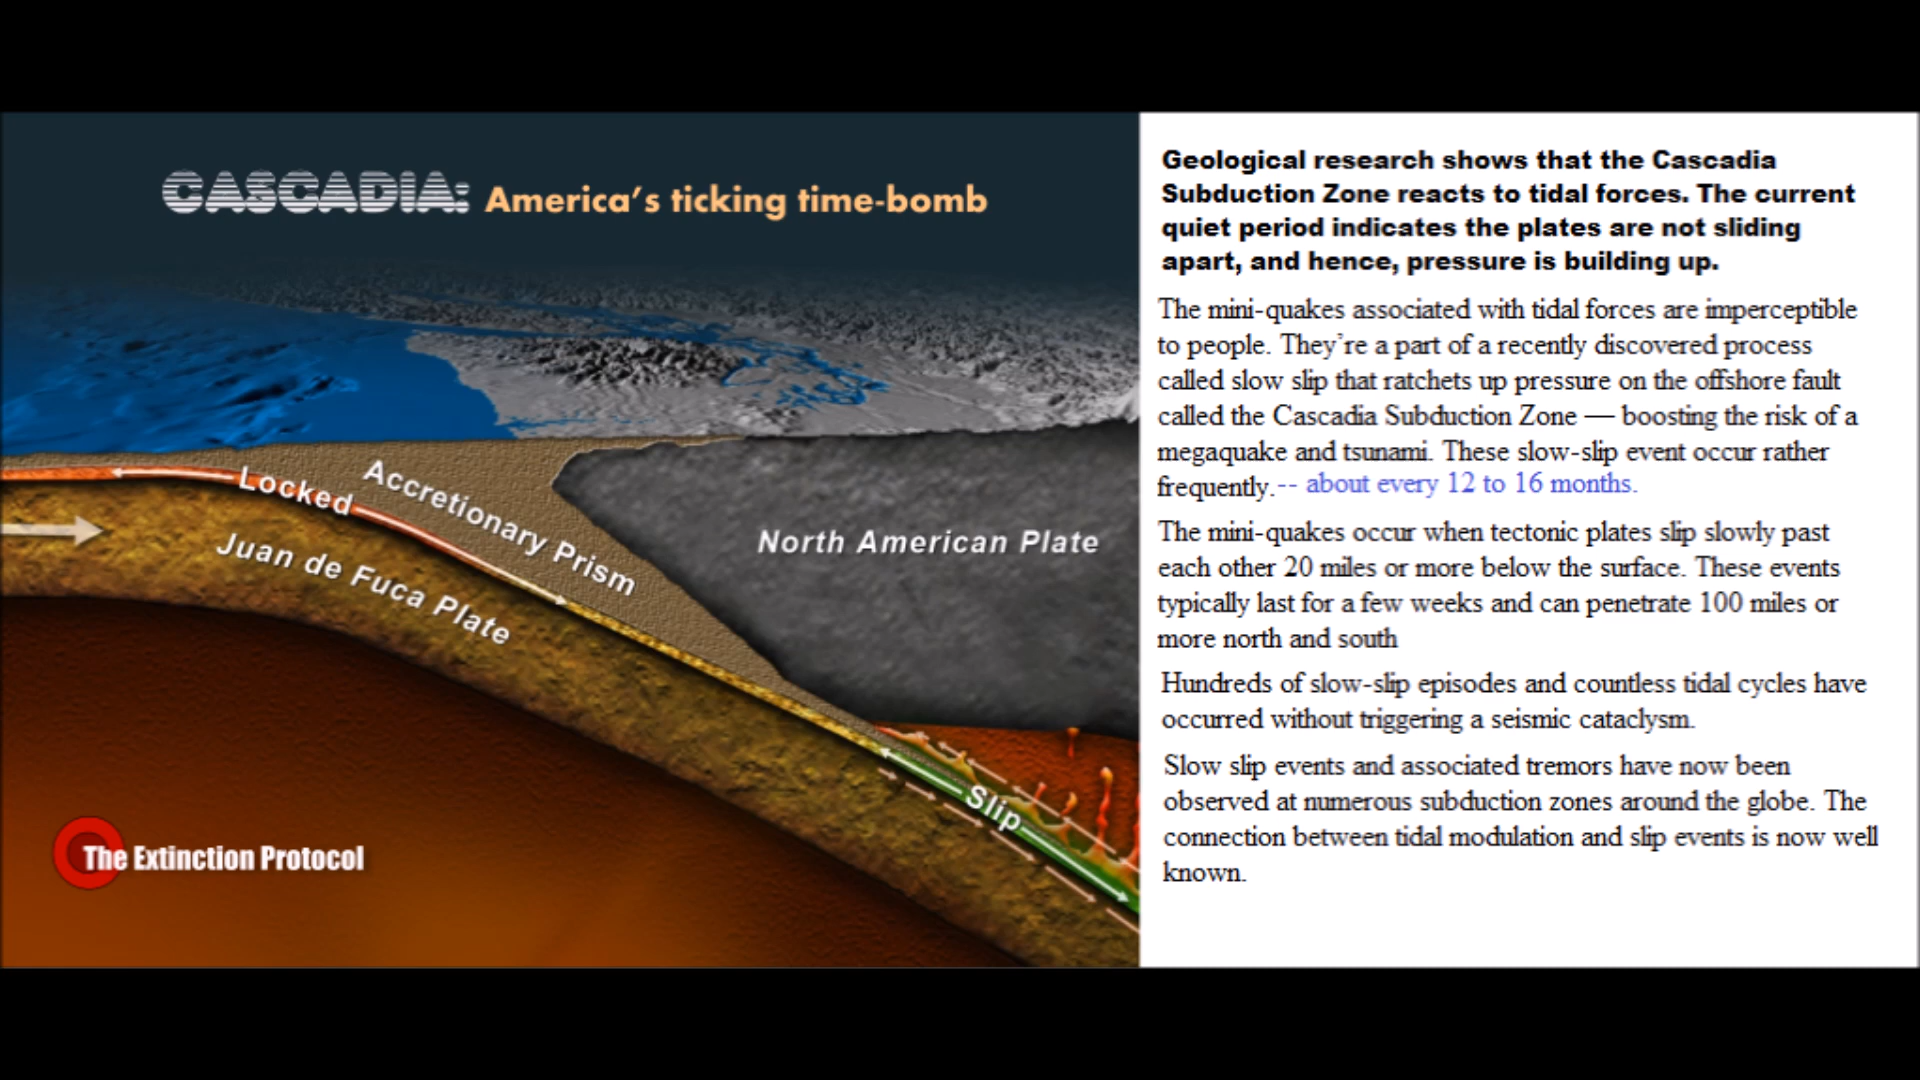 CASCADIA: America's ticking time-bomb
Locked
Accretionary Prism
Juan de Fuca Plate
North American Plate
Slip
The Extinction Protocol
Geological research shows that the Cascadia
Subduction Zone reacts to tidal forces. The current
quiet period indicates the plates are not sliding
apart, and hence, pressure is building up.
The mini-quakes associated with tidal forces are imperceptible
to people. They're a part of a recently discovered process
called slow slip that ratchets up pressure on the offshore fault
called the Cascadia Subduction Zone — boosting the risk of a
megaquake and tsunami. These slow-slip event occur rather
frequently.-- about every 12 to 16 months.
The mini-quakes occur when tectonic plates slip slowly past
each other 20 miles or more below the surface. These events
typically last for a few weeks and can penetrate 100 miles or
more north and south
Hundreds of slow-slip episodes and countless tidal cycles have
occurred without triggering a seismic cataclysm.
Slow slip events and associated tremors have now been
observed at numerous subduction zones around the globe. The
connection between tidal modulation and slip events is now well
known.